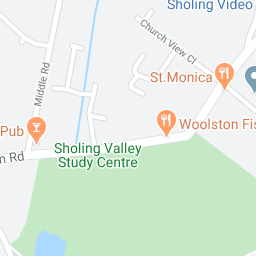 Sholing Video
Church View Cl
Middle Rd
St.Monica
Pub
Woolston Fis
n Rd
Sholing Valley
Study Centre